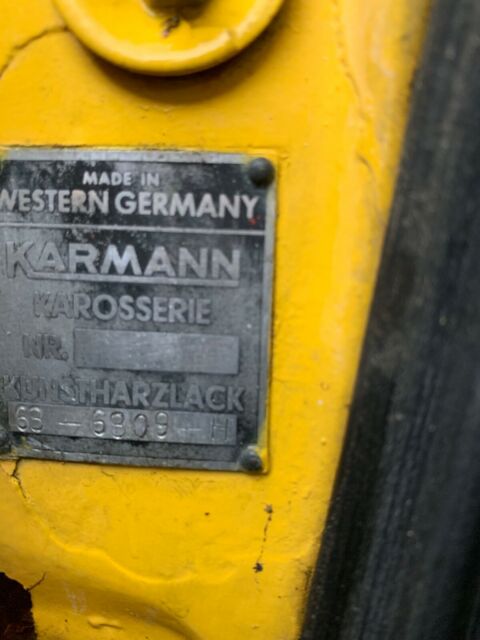 MADE IN
WESTERN GERMANY
KARMANN
KAROSSERIE
NR.
KUNSTHARZLACK
63 - 6809 - H